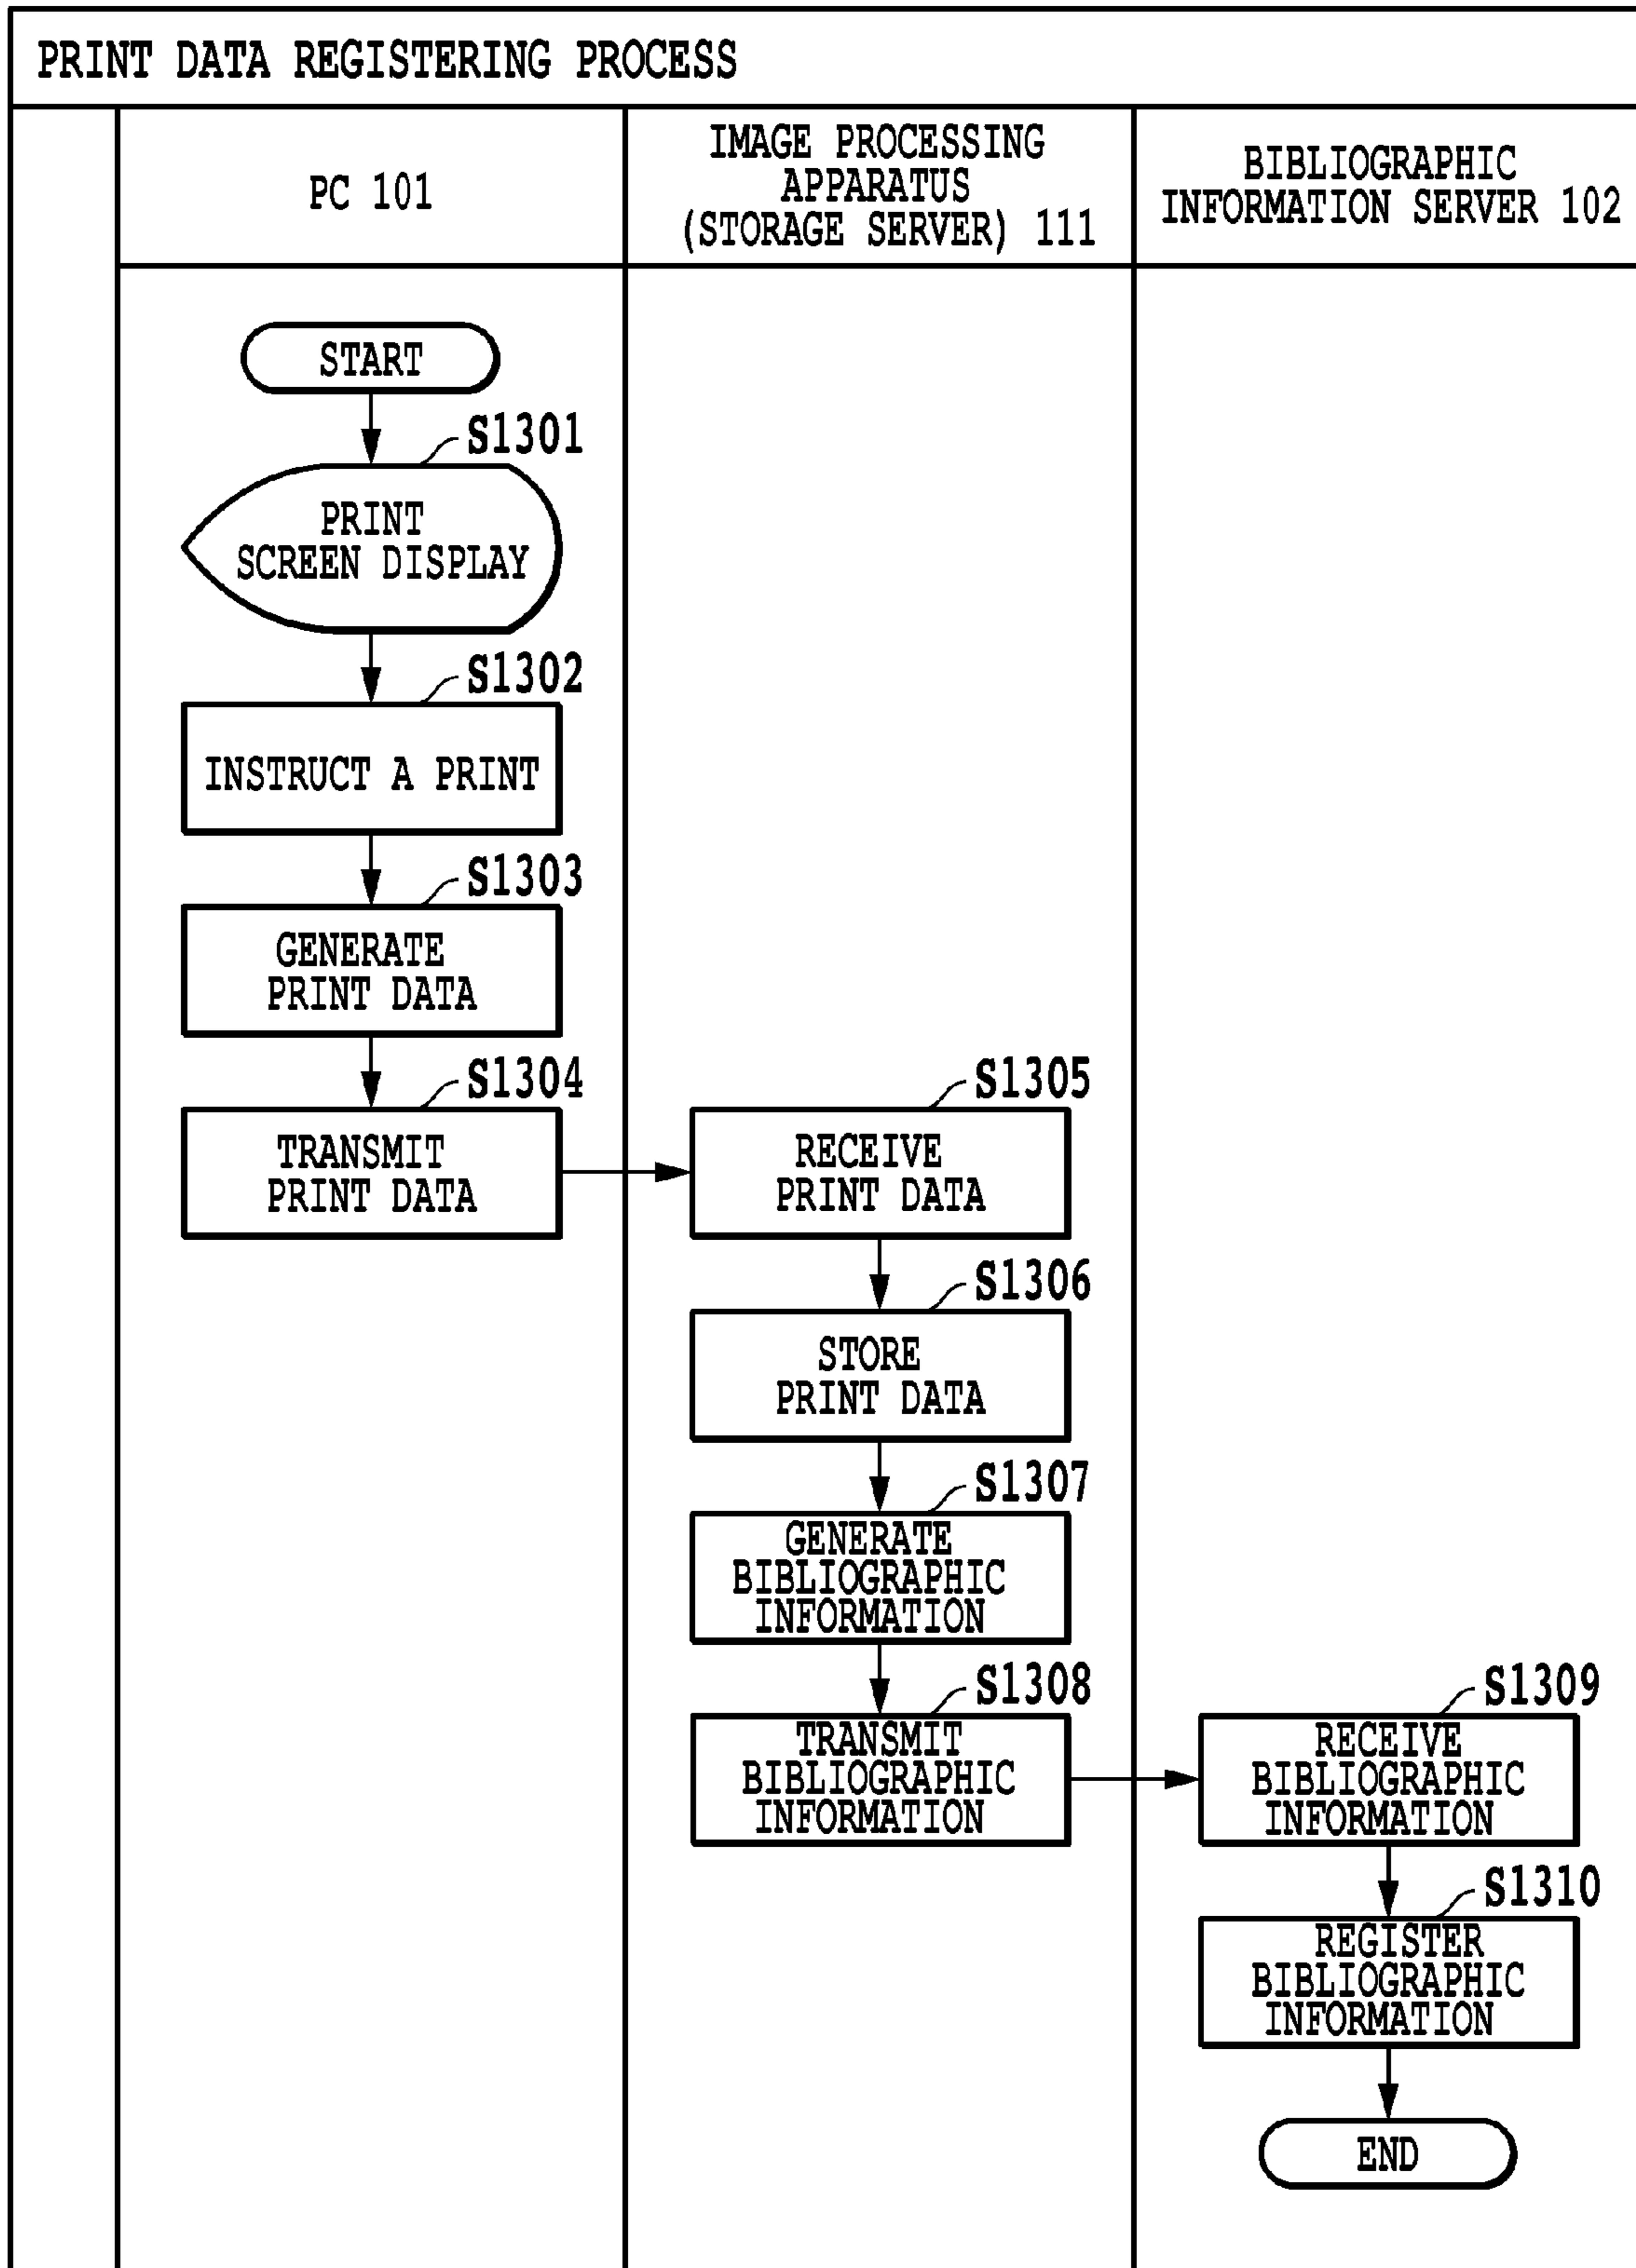 PRINT DATA REGISTERING PROCESS
PC 101
IMAGE PROCESSING
APPARATUS
(STORAGE SERVER) 111
BIBLIOGRAPHIC
INFORMATION SERVER 102
START
S1301
PRINT
SCREEN DISPLAY
S1302
INSTRUCT A PRINT
S1303
GENERATE
PRINT DATA
S1304
TRANSMIT
PRINT DATA
S1305
RECEIVE
PRINT DATA
S1306
STORE
PRINT DATA
S1307
GENERATE
BIBLIOGRAPHIC
INFORMATION
S1308
TRANSMIT
BIBLIOGRAPHIC
INFORMATION
S1309
RECEIVE
BIBLIOGRAPHIC
INFORMATION
S1310
REGISTER
BIBLIOGRAPHIC
INFORMATION
END